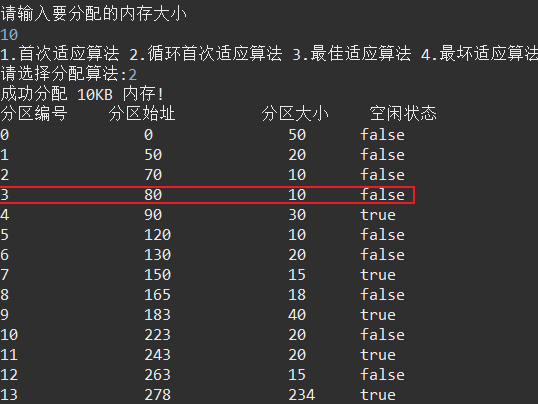 请输入要分配的内存大小
10
1.首次适应算法 2.循环首次适应算法 3.最佳适应算法 4.最坏适应算法
请选择分配算法:2
成功分配 10KB 内存!
分区编号 分区始址 分区大小 空闲状态
0 0 50 false
1 50 20 false
2 70 10 false
3 80 10 false
4 90 30 true
5 120 10 false
6 130 20 false
7 150 15 true
8 165 18 false
9 183 40 true
10 223 20 false
11 243 20 true
12 263 15 false
13 278 234 true